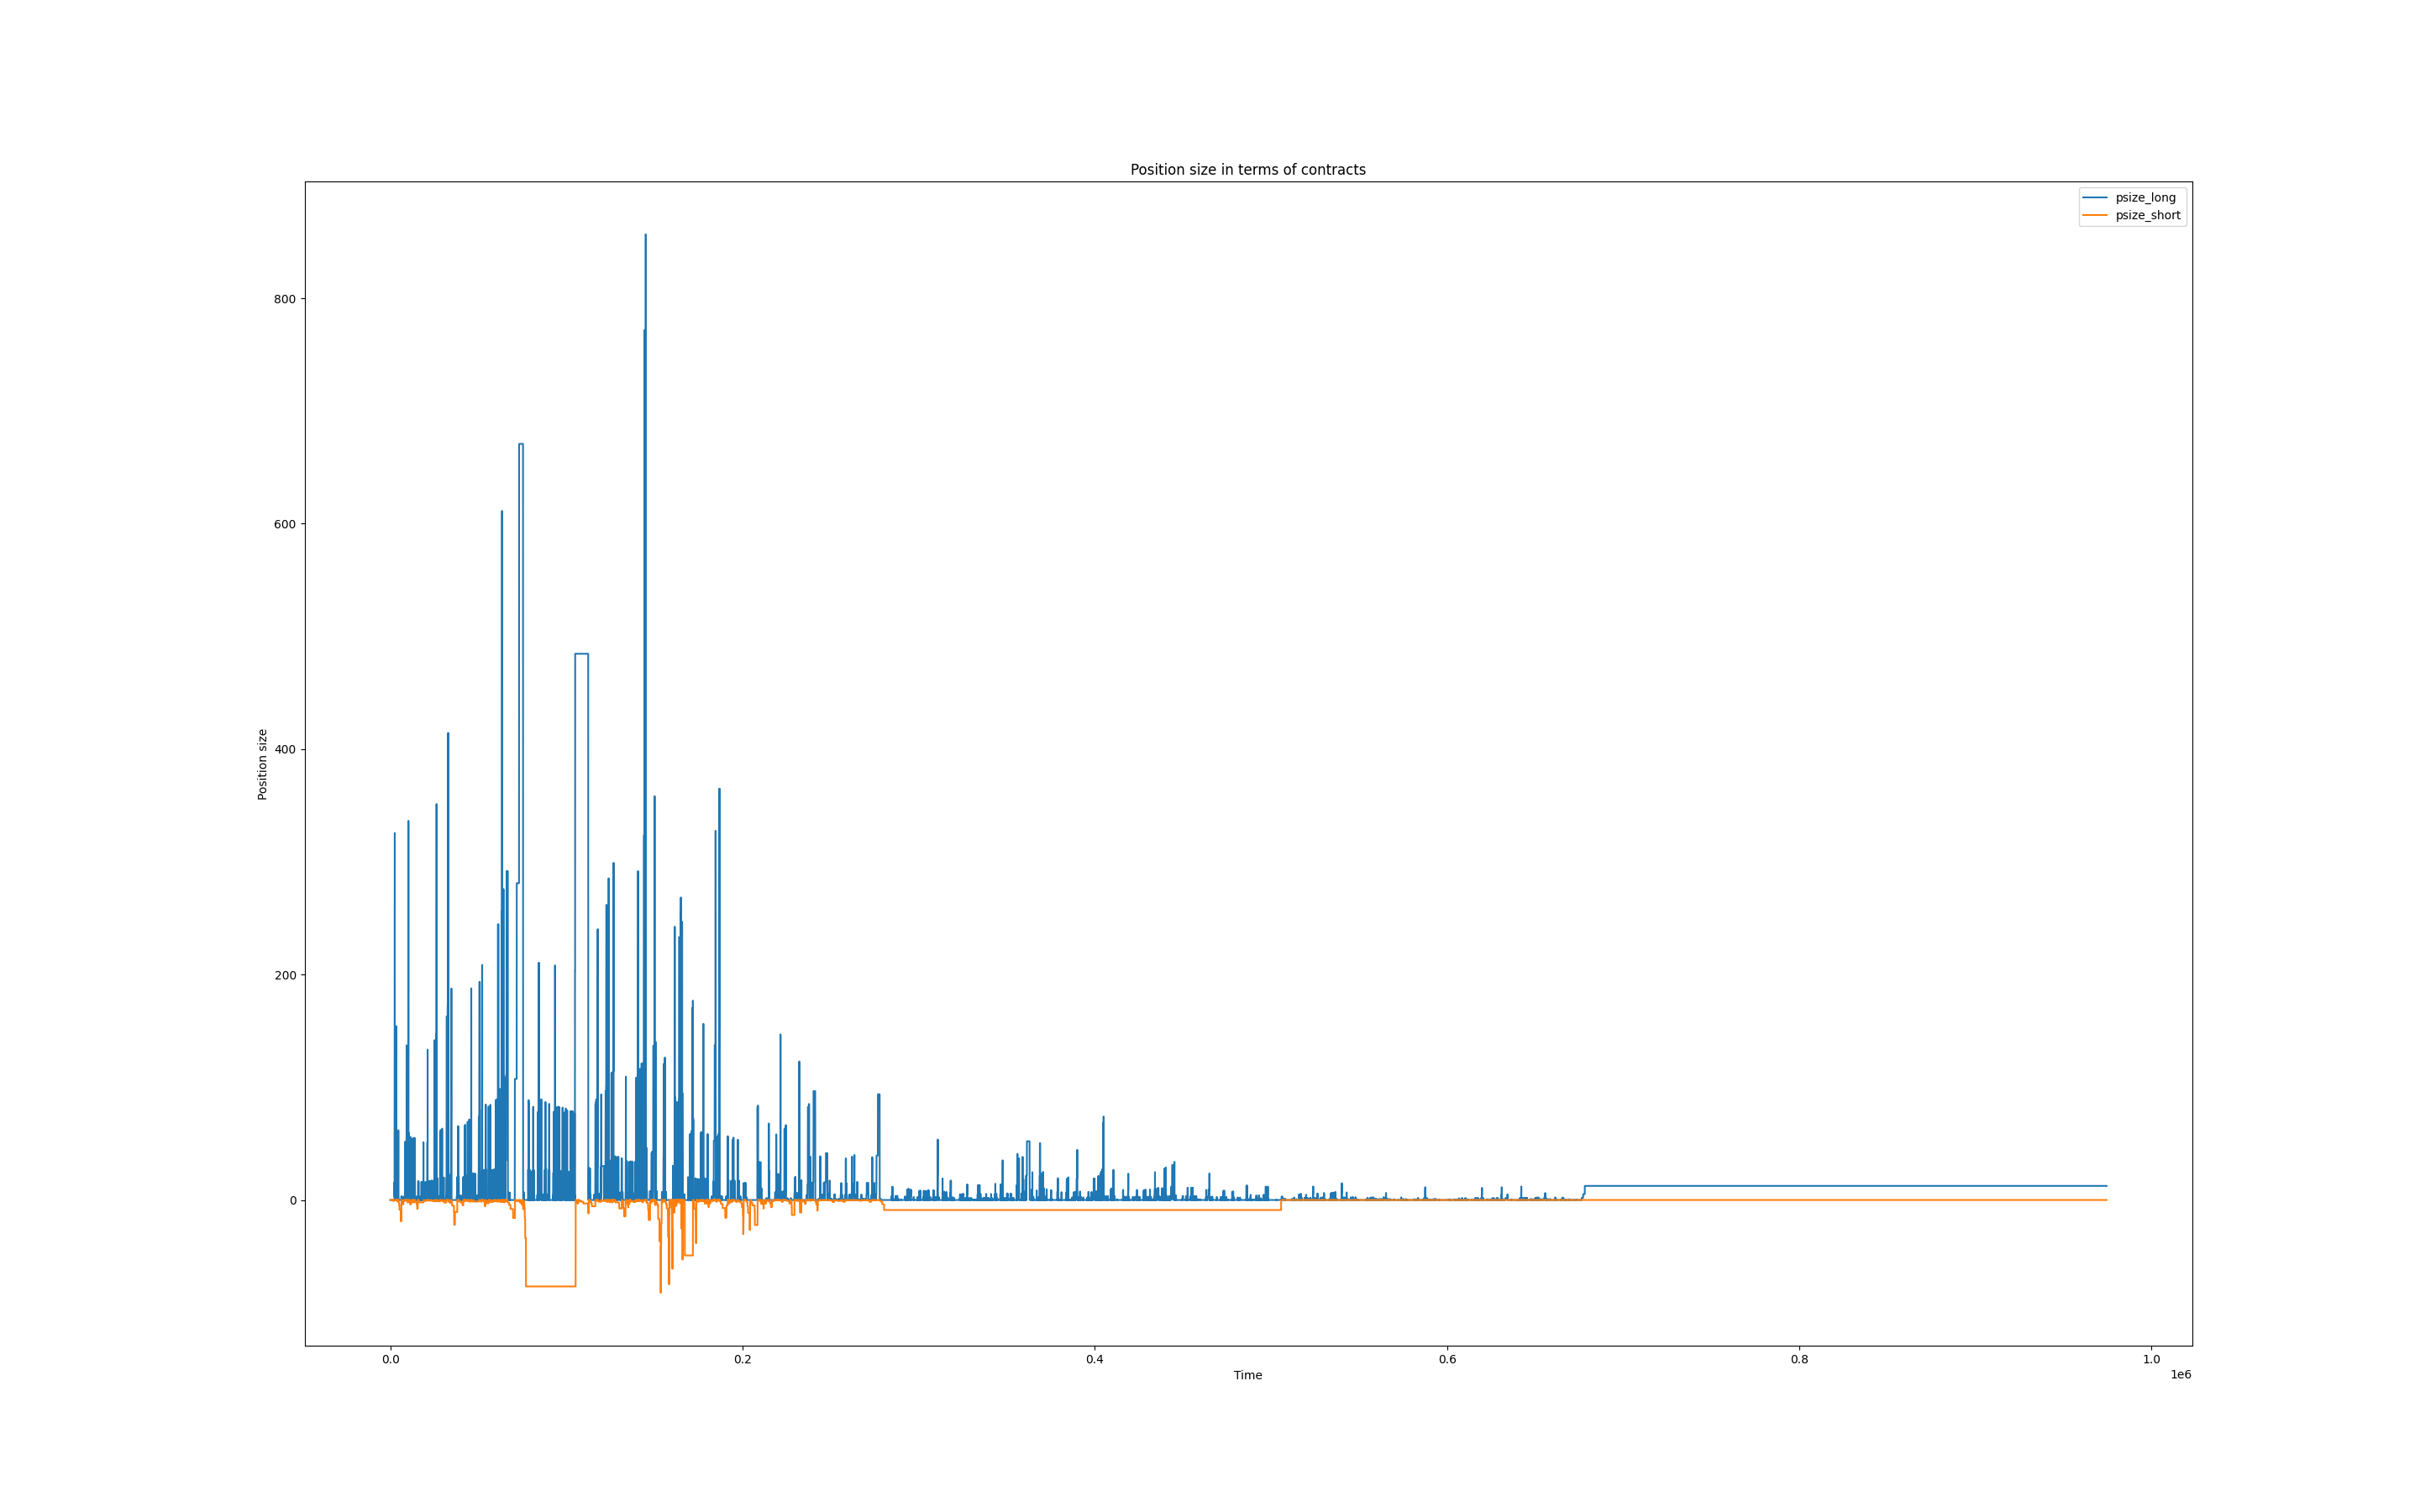 Position size in terms of contracts
psize_long
psize_short
800
600
400
200
0
Position size
0.0
0.2
0.4
0.6
0.8
1.0
Time
1e6